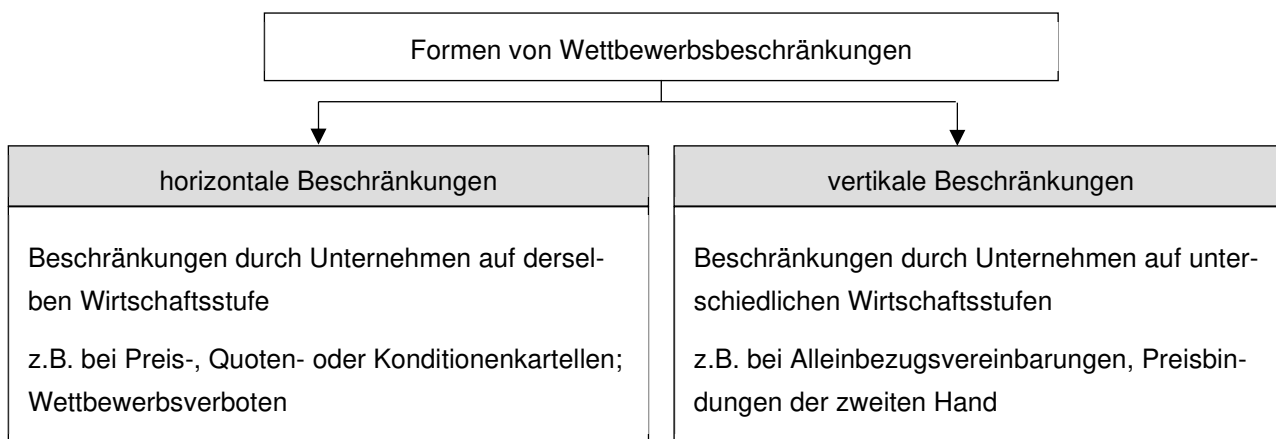 Formen von Wettbewerbsbeschränkungen
horizontale Beschränkungen
Beschränkungen durch Unternehmen auf dersel-
ben Wirtschaftsstufe
z.B. bei Preis-, Quoten- oder Konditionenkartellen;
Wettbewerbsverboten
vertikale Beschränkungen
Beschränkungen durch Unternehmen auf unter-
schiedlichen Wirtschaftsstufen
z.B. bei Alleinbezugsvereinbarungen, Preisbin-
dungen der zweiten Hand